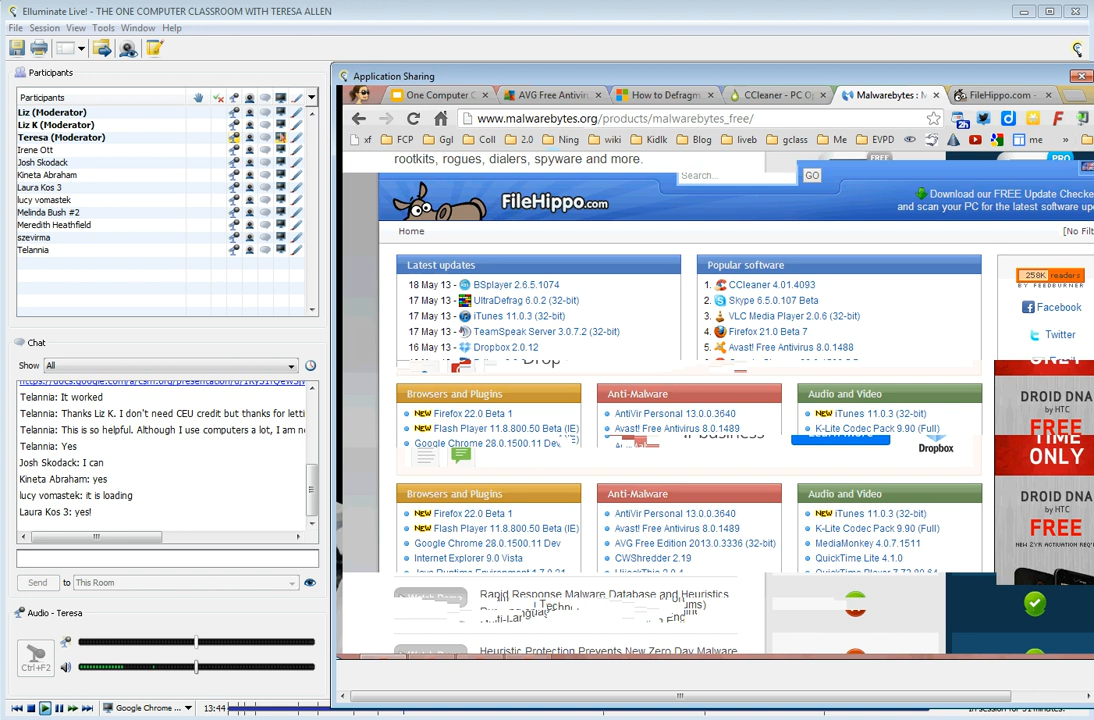 Elluminate Live! - THE ONE COMPUTER CLASSROOM WITH TERESA ALLEN
File Session View Tools Window Help
Participants
Participants
Liz (Moderator)
Liz K (Moderator)
Teresa (Moderator)
Irene Ott
Josh Skodack
Kineta Abraham
Laura Kos 3
lucy vomastek
Melinda Bush #2
Meredith Heathfield
szevirma
Telannia
Chat
Show All
Telannia: It worked
Telannia: Thanks Liz K. I don't need CEU credit but thanks for letti
Telannia: This is so helpful. Although I use computers a lot, I am n
Telannia: Yes
Josh Skodack: I can
Kineta Abraham: yes
lucy vomastek: it is loading
Laura Kos 3: yes!
Send to This Room
Audio - Teresa
Ctrl+F2
Google Chrome ... 13:44
Application Sharing
One Computer C AVG Free Antivir How to Defragm CCleaner - PC Op Malwarebytes : M FileHippo.com -
www.malwarebytes.org/products/malwarebytes_free/
2h
xf FCP Ggl Coll 2.0 Ning wiki Kidlk Blog liveb gclass Me EVPD me »
rootkits, rogues, dialers, spyware and more.
FREE PRO
Search... GO
FileHippo.com
Download our FREE Update Checke
and scan your PC for the latest software up
Home [No Filt
Latest updates
18 May 13 - BSplayer 2.6.5.1074
17 May 13 - UltraDefrag 6.0.2 (32-bit)
17 May 13 - iTunes 11.0.3 (32-bit)
17 May 13 - TeamSpeak Server 3.0.7.2 (32-bit)
16 May 13 - Dropbox 2.0.12
Popular software
1. CCleaner 4.01.4093
2. Skype 6.5.0.107 Beta
3. VLC Media Player 2.0.6 (32-bit)
4. Firefox 21.0 Beta 7
5. Avast! Free Antivirus 8.0.1488
258K readers
BY FEEDBURNER
Facebook
Twitter
Browsers and Plugins
NEW Firefox 22.0 Beta 1
NEW Flash Player 11.8.800.50 Beta (IE)
Google Chrome 28.0.1500.11 Dev
Anti-Malware
AntiVir Personal 13.0.0.3640
Avast! Free Antivirus 8.0.1489
Audio and Video
NEW iTunes 11.0.3 (32-bit)
K-Lite Codec Pack 9.90 (Full)
Dropbox
DROID DNA
by HTC
FREE
TIME
ONLY
Browsers and Plugins
NEW Firefox 22.0 Beta 1
NEW Flash Player 11.8.800.50 Beta (IE)
Google Chrome 28.0.1500.11 Dev
Internet Explorer 9.0 Vista
Anti-Malware
AntiVir Personal 13.0.0.3640
Avast! Free Antivirus 8.0.1489
AVG Free Edition 2013.0.3336 (32-bit)
CWShredder 2.19
Audio and Video
NEW iTunes 11.0.3 (32-bit)
K-Lite Codec Pack 9.90 (Full)
MediaMonkey 4.0.7.1511
QuickTime Lite 4.1.0
DROID DNA
by HTC
FREE
NEW 2YR ACTIVATION REQ'
Rapid Response Malware Database and Heuristics
Heuristic Protection Prevents New Zero Day Malware